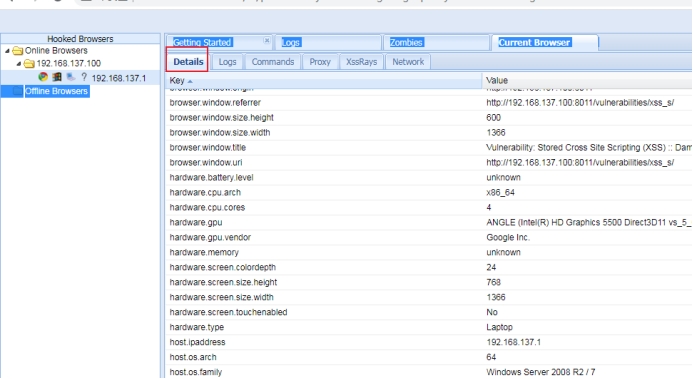 Hooked Browsers
Online Browsers
192.168.137.100
? 192.168.137.1
Offline Browsers
Getting Started
Logs
Zombies
Current Browser
Details
Logs
Commands
Proxy
XssRays
Network
Key Value
browser.window.referrer http://192.168.137.100:8011/vulnerabilities/xss_s/
browser.window.size.height 600
browser.window.size.width 1366
browser.window.title Vulnerability: Stored Cross Site Scripting (XSS) :: Dam
browser.window.uri http://192.168.137.100:8011/vulnerabilities/xss_s/
hardware.battery.level unknown
hardware.cpu.arch x86_64
hardware.cpu.cores 4
hardware.gpu ANGLE (Intel(R) HD Graphics 5500 Direct3D11 vs_5_
hardware.gpu.vendor Google Inc.
hardware.memory unknown
hardware.screen.colordepth 24
hardware.screen.size.height 768
hardware.screen.size.width 1366
hardware.screen.touchenabled No
hardware.type Laptop
host.ipaddress 192.168.137.1
host.os.arch 64
host.os.family Windows Server 2008 R2 / 7